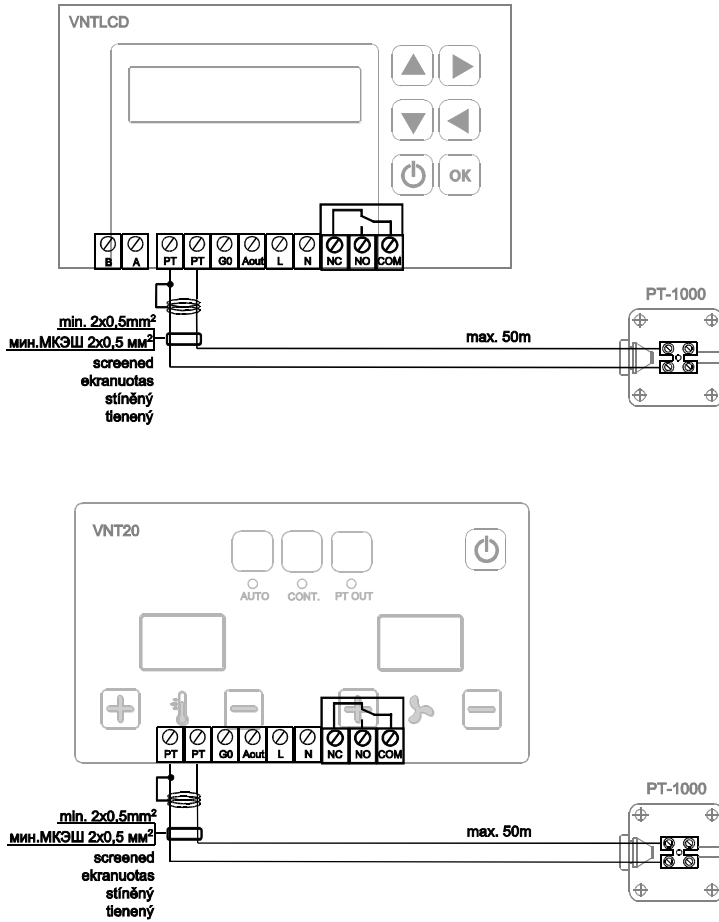 VNTLCD
OK
B A PT PT G0 Aout L N NC NO COM
PT-1000
min. 2x0,5mm²
мин.МКЭШ 2x0,5 мм²
max. 50m
screened
ekranuotas
stíněný
tienený
VNT20
AUTO CONT. PT OUT
PT PT G0 Aout L N NC NO COM
PT-1000
min. 2x0,5mm²
мин.МКЭШ 2x0,5 мм²
max. 50m
screened
ekranuotas
stíněný
tienený